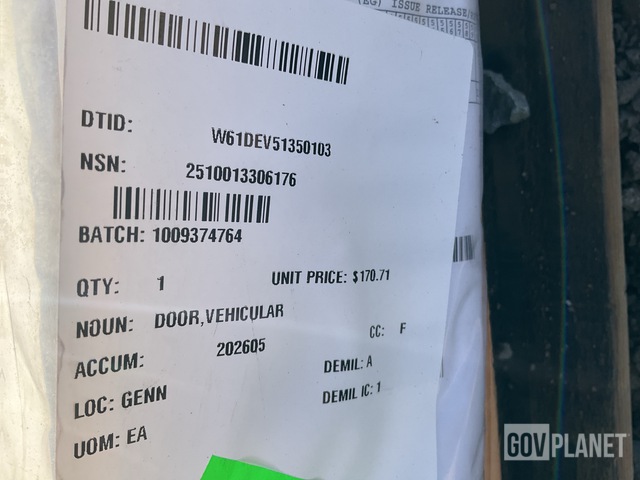 (EG) ISSUE RELEASE/
DTID: W61DEV51350103
NSN: 2510013306176
BATCH: 1009374764
QTY: 1 UNIT PRICE: $170.71
NOUN: DOOR,VEHICULAR
CC: F
ACCUM: 202605
DEMIL: A
LOC: GENN
DEMIL IC: 1
UOM: EA
GOVPLANET